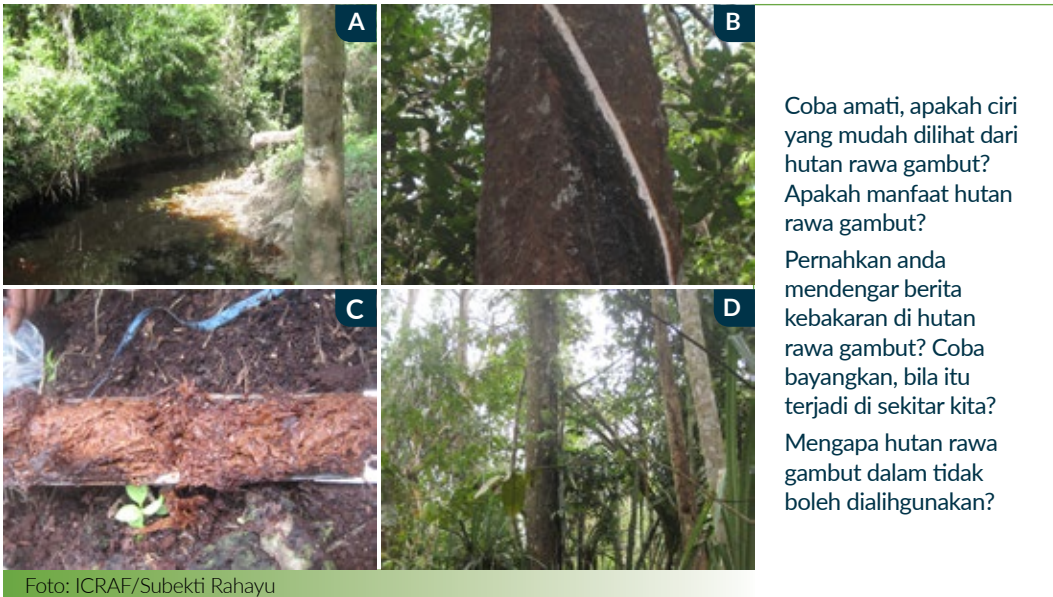 A
B
C
D
Coba amati, apakah ciri
yang mudah dilihat dari
hutan rawa gambut?
Apakah manfaat hutan
rawa gambut?
Pernahkan anda
mendengar berita
kebakaran di hutan
rawa gambut? Coba
bayangkan, bila itu
terjadi di sekitar kita?
Mengapa hutan rawa
gambut dalam tidak
boleh dialihgunakan?
Foto: ICRAF/Subekti Rahayu